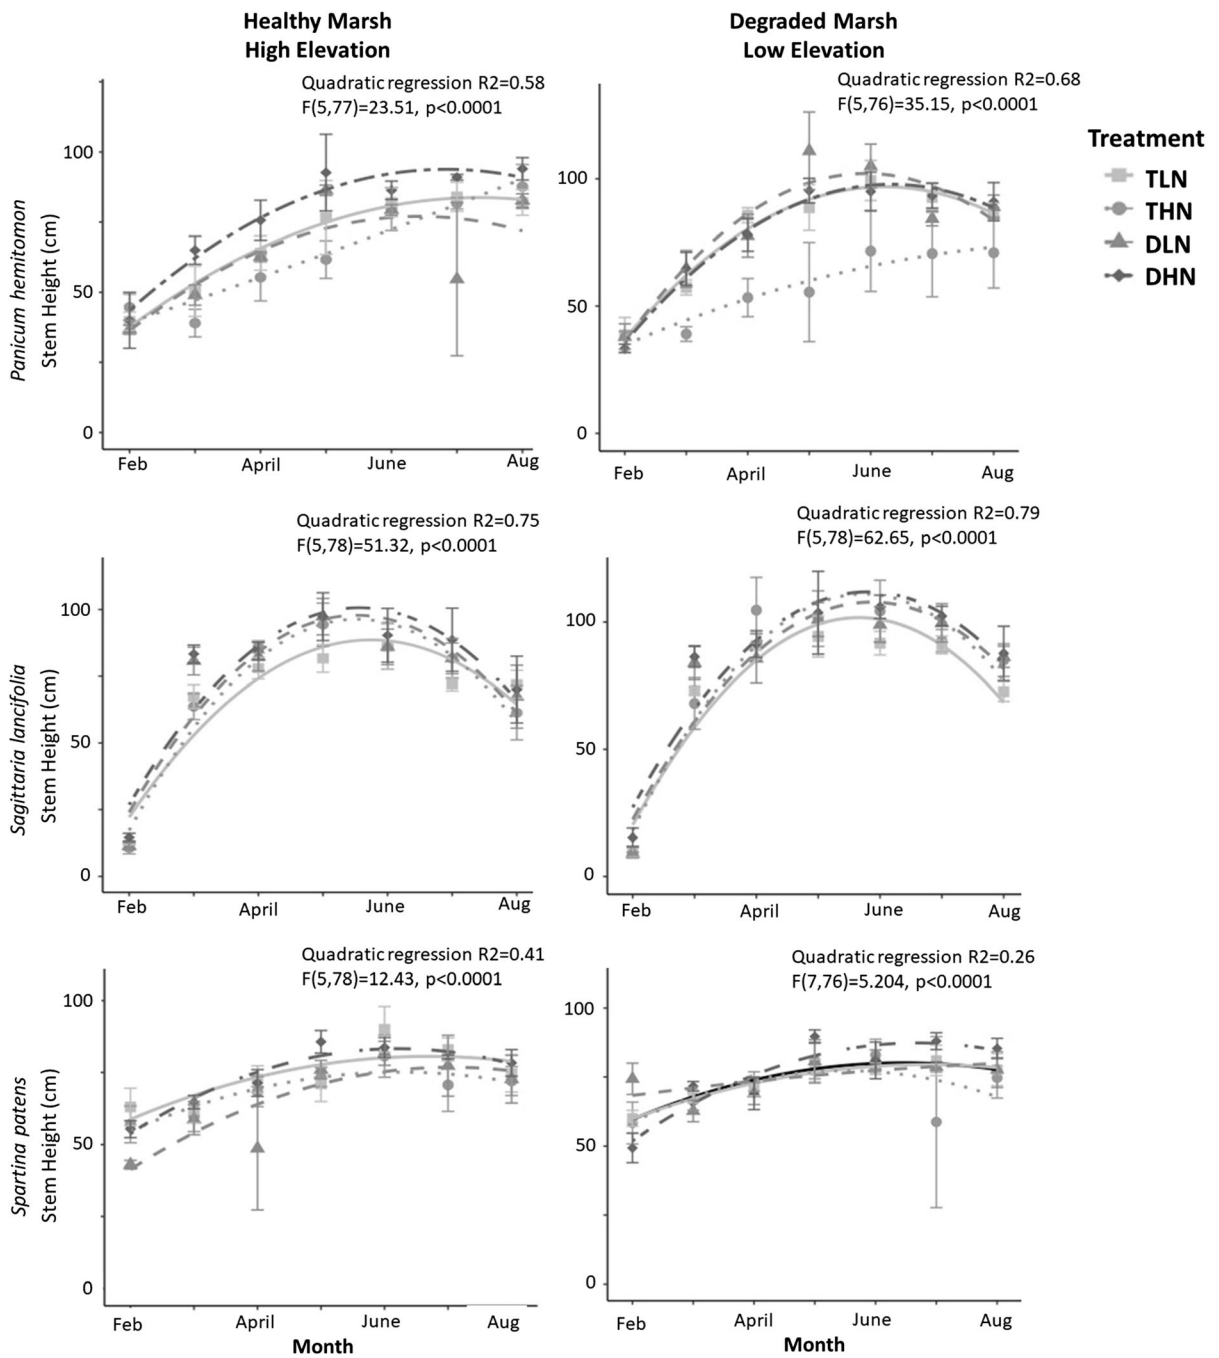 Healthy Marsh
High Elevation
Degraded Marsh
Low Elevation
Quadratic regression R2=0.58
F(5,77)=23.51, p<0.0001
Quadratic regression R2=0.68
F(5,76)=35.15, p<0.0001
Treatment
TLN
THN
DLN
DHN
Panicum hemitomon
Stem Height (cm)
100
50
0
Feb
April
June
Aug
100
50
0
Feb
April
June
Aug
Quadratic regression R2=0.75
F(5,78)=51.32, p<0.0001
Quadratic regression R2=0.79
F(5,78)=62.65, p<0.0001
Sagittaria lancifolia
Stem Height (cm)
100
50
0
Feb
April
June
Aug
100
50
0
Feb
April
June
Aug
Quadratic regression R2=0.41
F(5,78)=12.43, p<0.0001
Quadratic regression R2=0.26
F(7,76)=5.204, p<0.0001
Spartina patens
Stem Height (cm)
100
50
0
Feb
April
June
Aug
Month
100
50
0
Feb
April
June
Aug
Month